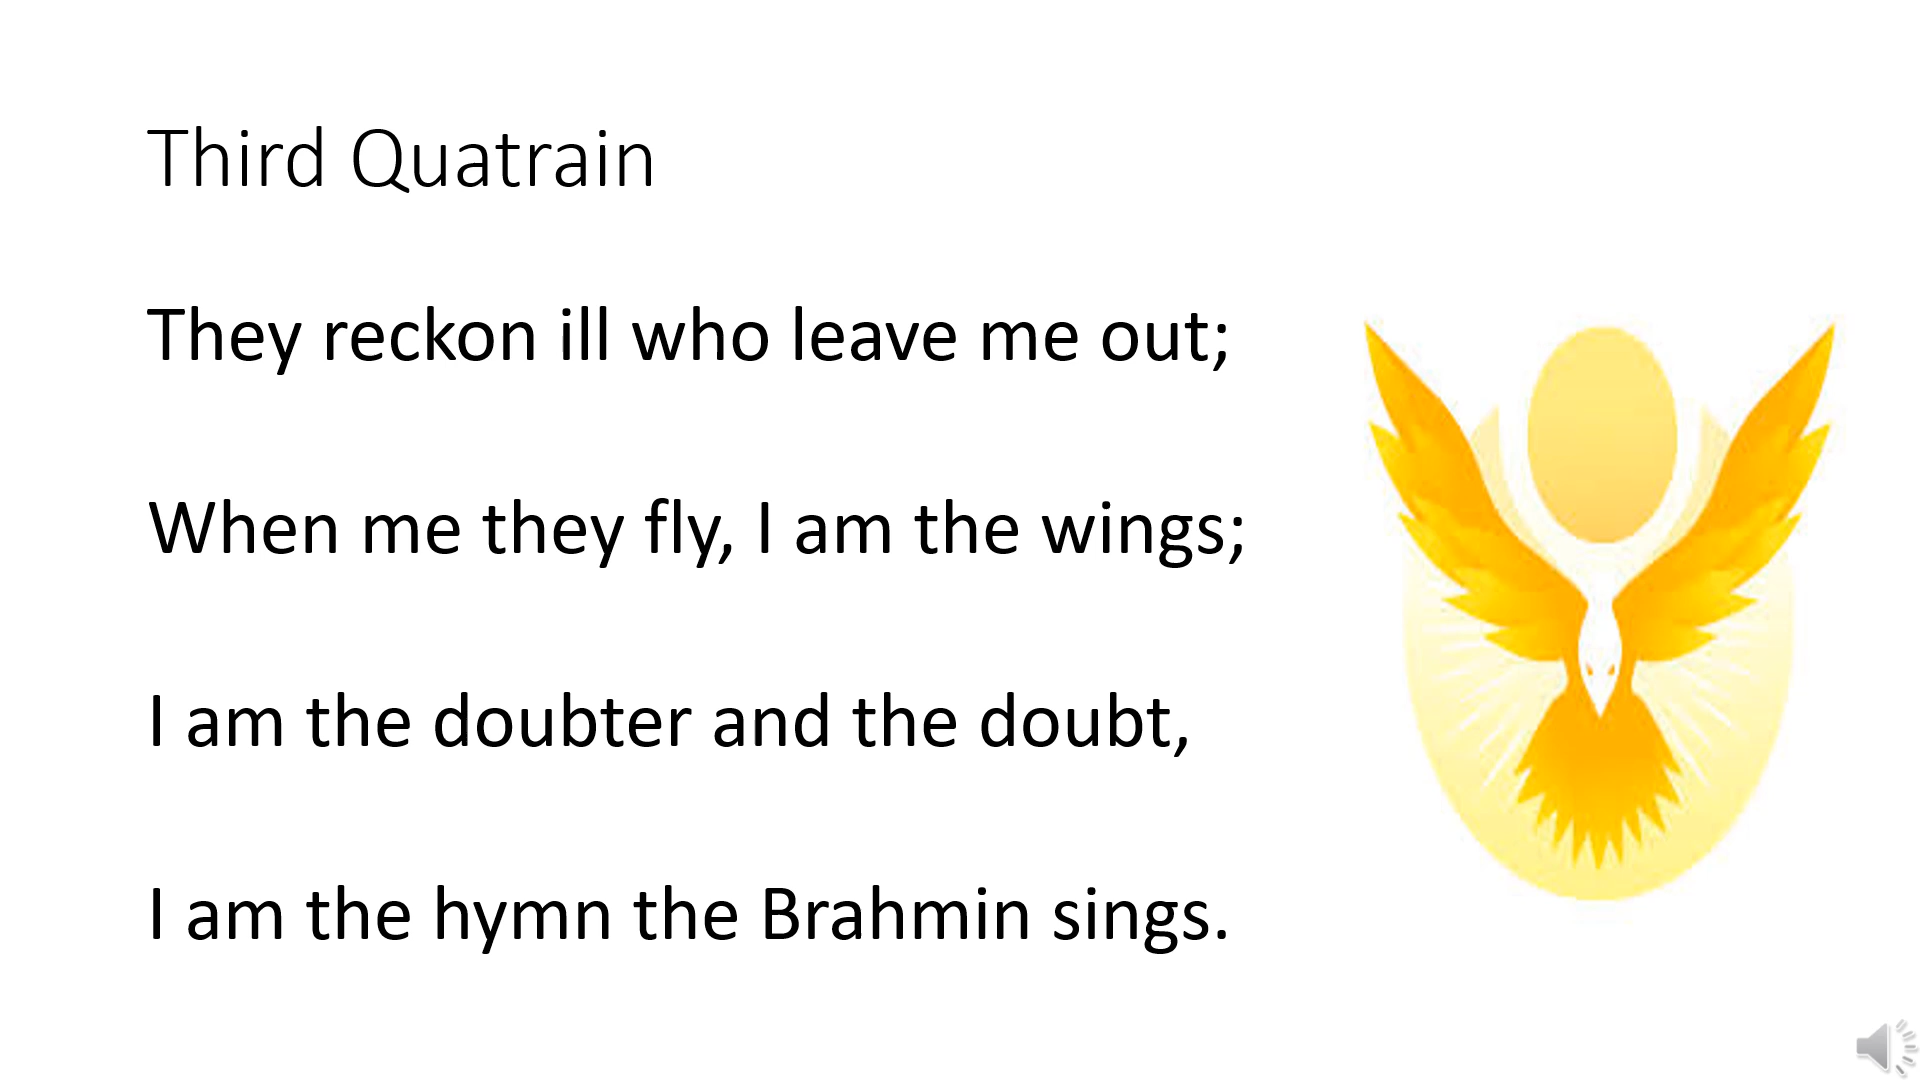 Third Quatrain
They reckon ill who leave me out;
When me they fly, I am the wings;
I am the doubter and the doubt,
I am the hymn the Brahmin sings.